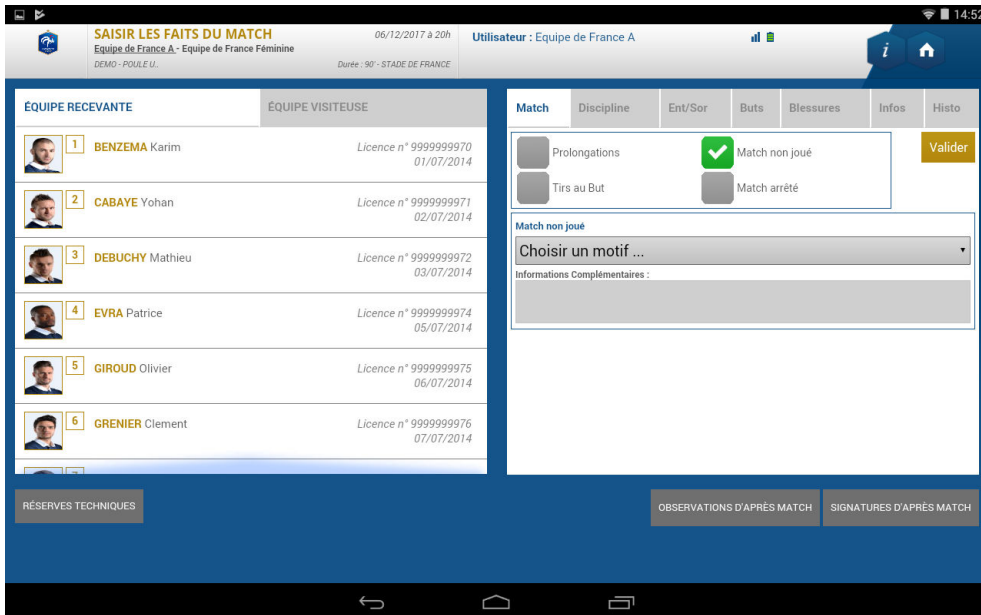 14:52
SAISIR LES FAITS DU MATCH
06/12/2017 à 20h
Utilisateur : Equipe de France A
Equipe de France A - Equipe de France Féminine
DEMO - POULE U..
Durée : 90' - STADE DE FRANCE
i
ÉQUIPE RECEVANTE
ÉQUIPE VISITEUSE
1 BENZEMA Karim
Licence n° 9999999970
01/07/2014
2 CABAYE Yohan
Licence n° 9999999971
02/07/2014
3 DEBUCHY Mathieu
Licence n° 9999999972
03/07/2014
4 EVRA Patrice
Licence n° 9999999974
05/07/2014
5 GIROUD Olivier
Licence n° 9999999975
06/07/2014
6 GRENIER Clement
Licence n° 9999999976
07/07/2014
Match
Discipline
Ent/Sor
Buts
Blessures
Infos
Histo
Prolongations
Match non joué
Valider
Tirs au But
Match arrêté
Match non joué
Choisir un motif ...
Informations Complémentaires :
RÉSERVES TECHNIQUES
OBSERVATIONS D'APRÈS MATCH
SIGNATURES D'APRÈS MATCH